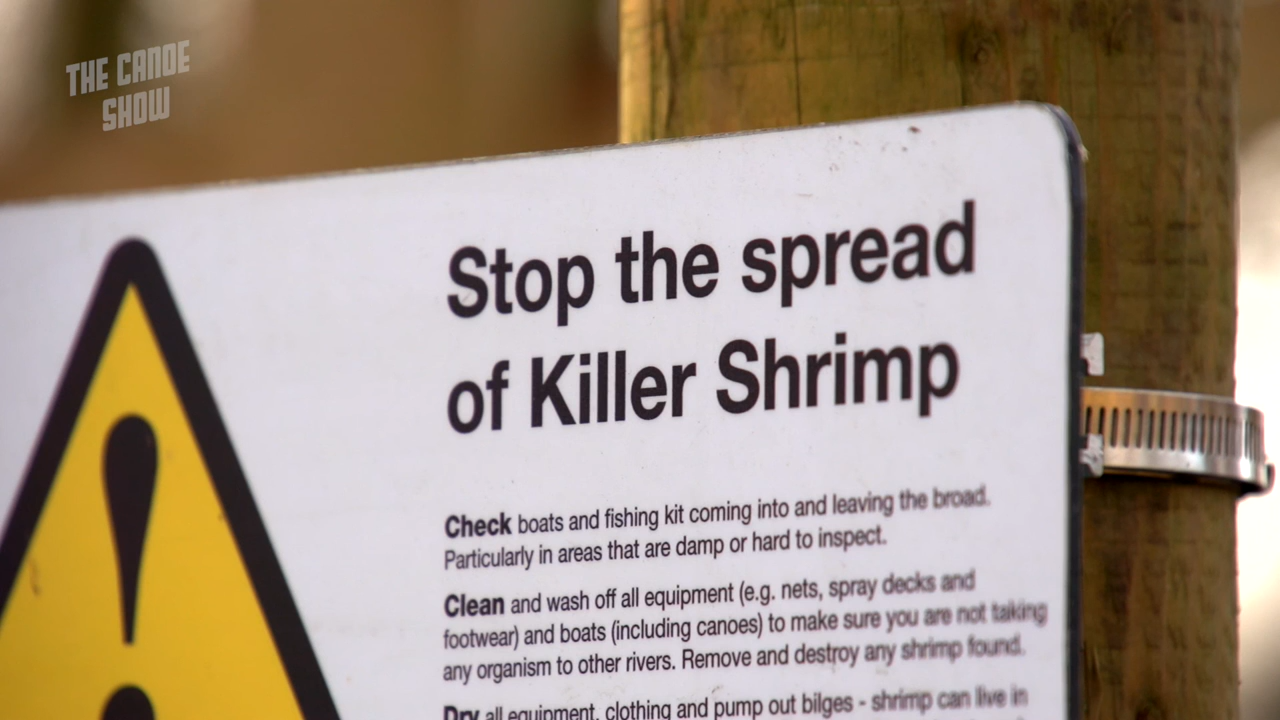 THE CANOE
SHOW
Stop the spread
of Killer Shrimp
Check boats and fishing kit coming into and leaving the broad.
Particularly in areas that are damp or hard to inspect.
Clean and wash off all equipment (e.g. nets, spray decks and
footwear) and boats (including canoes) to make sure you are not taking
any organism to other rivers. Remove and destroy any shrimp found.
Dry all equipment, clothing and pump out bilges - shrimp can live in